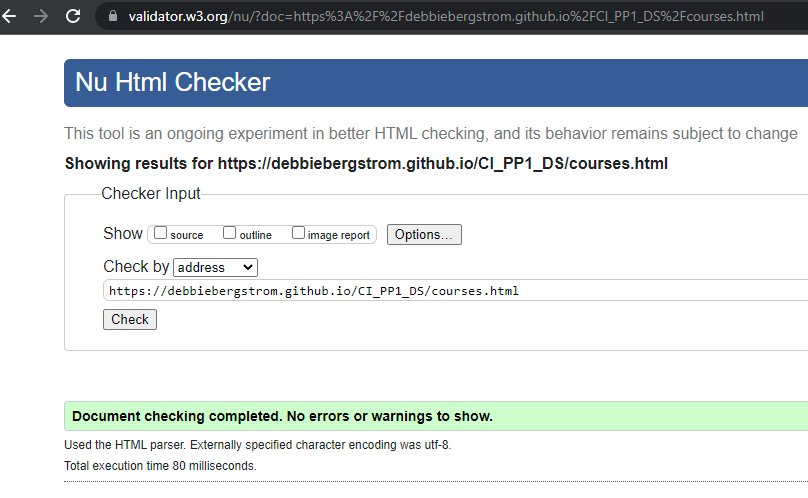 validator.w3.org/nu/?doc=https%3A%2F%2Fdebbiebergstrom.github.io%2FCI_PP1_DS%2Fcourses.html
Nu Html Checker
This tool is an ongoing experiment in better HTML checking, and its behavior remains subject to change
Showing results for https://debbiebergstrom.github.io/CI_PP1_DS/courses.html
Checker Input
Show source outline image report Options...
Check by address
https://debbiebergstrom.github.io/CI_PP1_DS/courses.html
Check
Document checking completed. No errors or warnings to show.
Used the HTML parser. Externally specified character encoding was utf-8.
Total execution time 80 milliseconds.